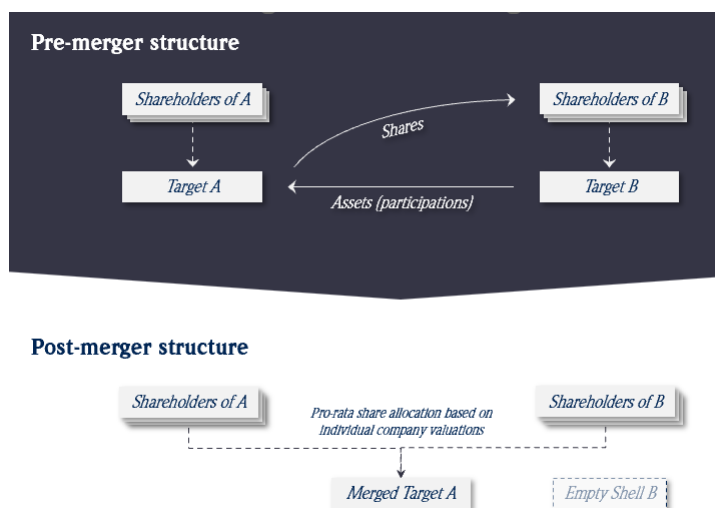 Pre-merger structure
Shareholders of A
Shareholders of B
Shares
Target A
Target B
Assets (participations)
Post-merger structure
Shareholders of A
Shareholders of B
Pro-rata share allocation based on
individual company valuations
Merged Target A
Empty Shell B